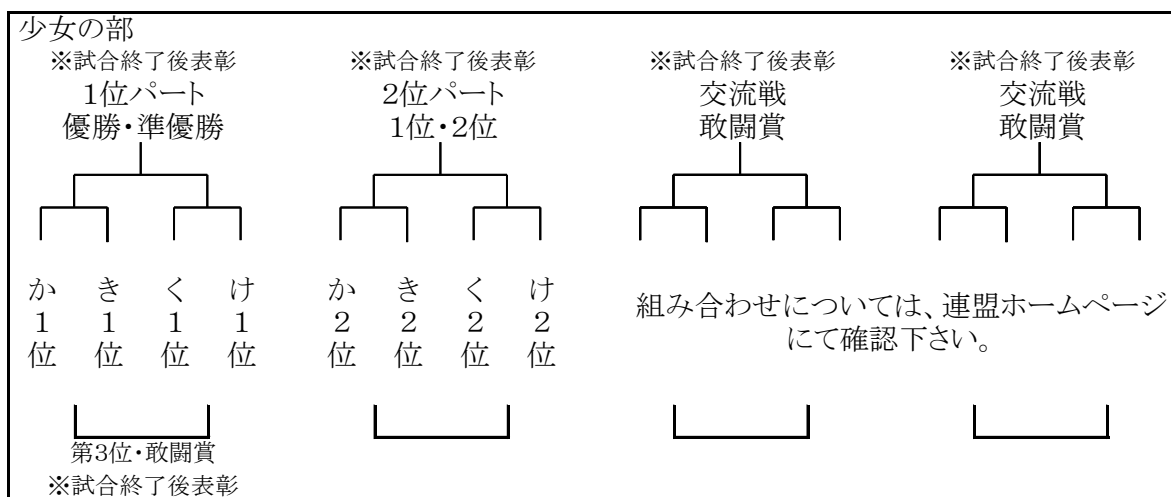 少女の部
※試合終了後表彰
1位パート
優勝・準優勝
※試合終了後表彰
2位パート
1位・2位
※試合終了後表彰
交流戦
敢闘賞
※試合終了後表彰
交流戦
敢闘賞
か1位
き1位
く1位
け1位
か2位
き2位
く2位
け2位
組み合わせについては、連盟ホームページ
にて確認下さい。
第3位・敢闘賞
※試合終了後表彰